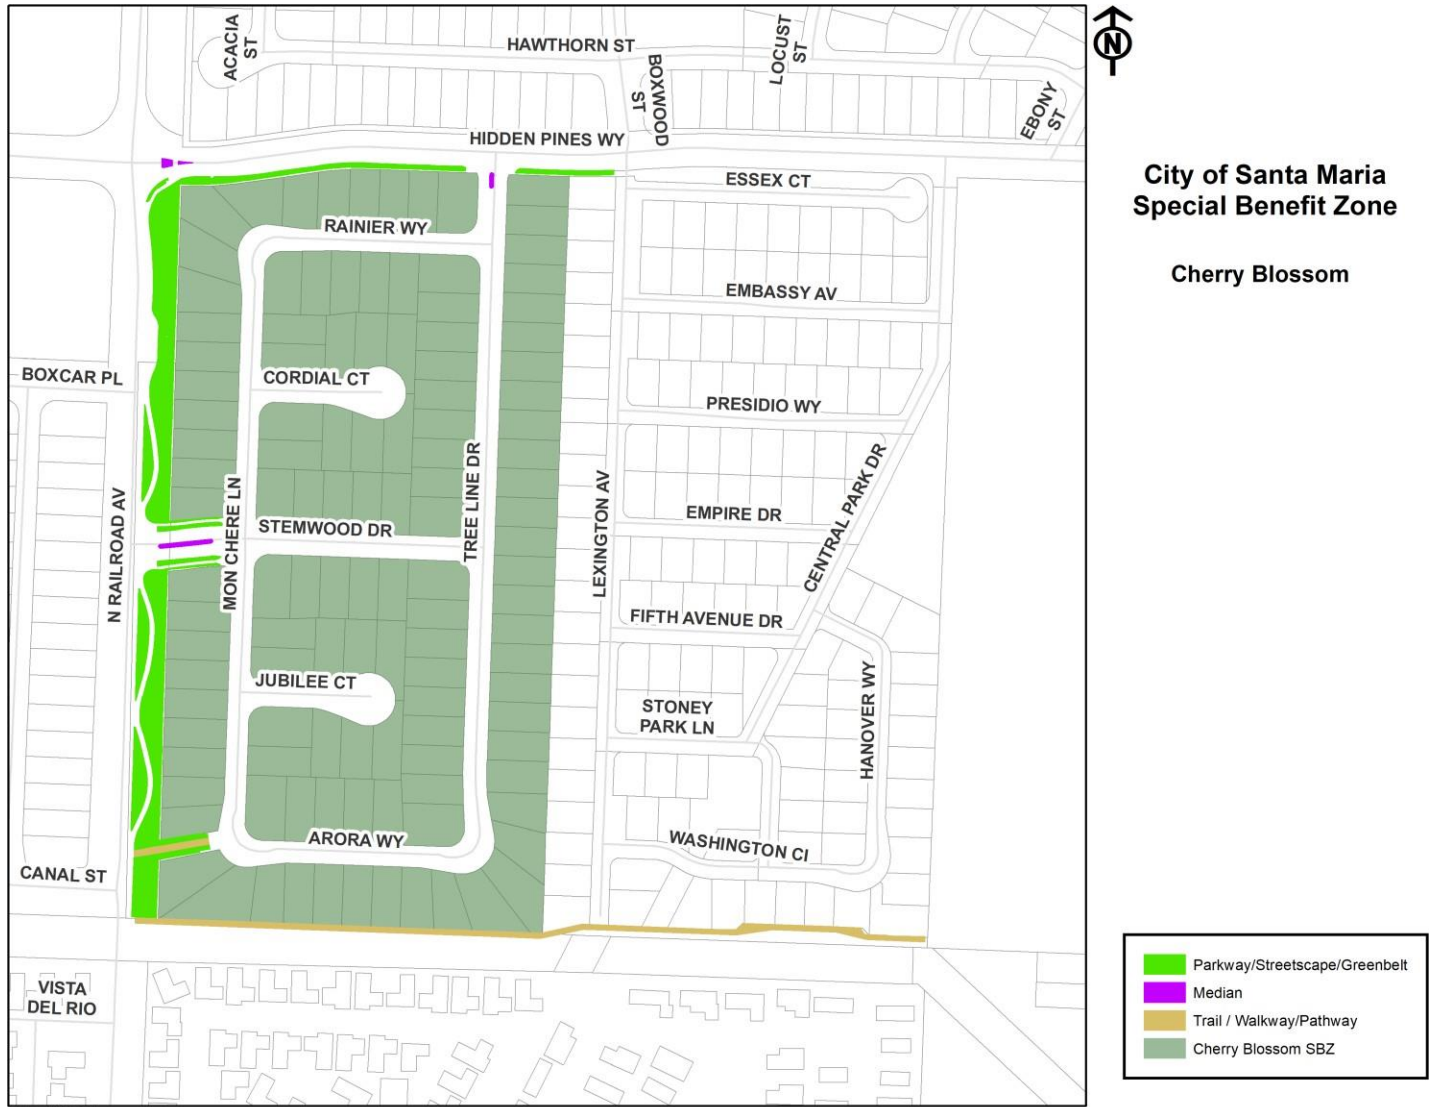 ACACIA
ST
HAWTHORN ST
LOCUST
ST
BOXWOOD
ST
EBONY
ST
N
HIDDEN PINES WY
City of Santa Maria
Special Benefit Zone
Cherry Blossom
ESSEX CT
RAINIER WY
EMBASSY AV
BOXCAR PL
CORDIAL CT
PRESIDIO WY
N RAILROAD AV
MON CHERE LN
STEMWOOD DR
TREE LINE DR
LEXINGTON AV
EMPIRE DR
CENTRAL PARK DR
FIFTH AVENUE DR
JUBILEE CT
STONEY
PARK LN
HANOVER WY
ARORA WY
WASHINGTON CI
CANAL ST
VISTA
DEL RIO
Parkway/Streetscape/Greenbelt
Median
Trail / Walkway/Pathway
Cherry Blossom SBZ